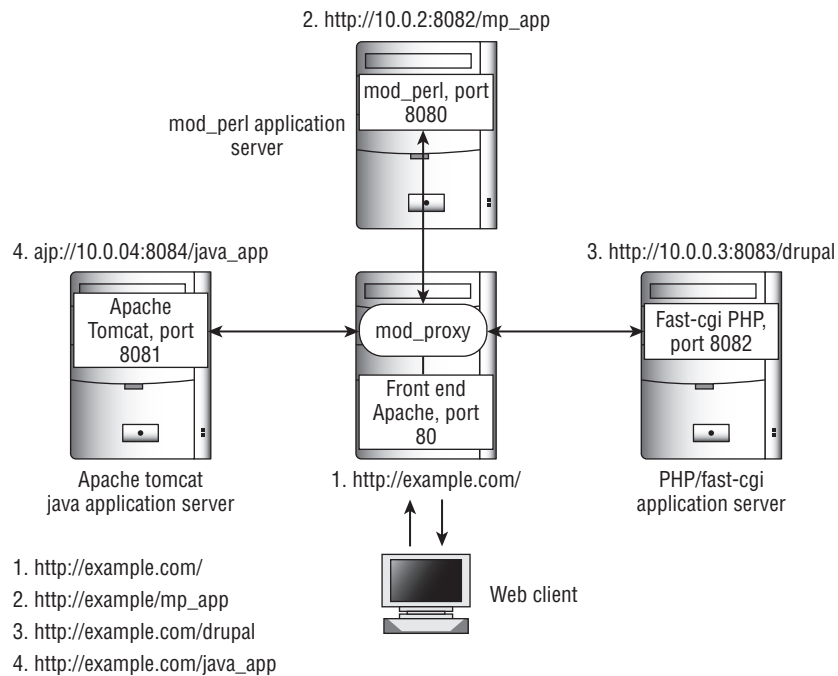 2. http://10.0.2:8082/mp_app
mod_perl, port
8080
mod_perl application
server
4. ajp://10.0.04:8084/java_app
3. http://10.0.0.3:8083/drupal
Apache
Tomcat, port
8081
mod_proxy
Fast-cgi PHP,
port 8082
Front end
Apache, port
80
Apache tomcat
java application server
1. http://example.com/
PHP/fast-cgi
application server
Web client
1. http://example.com/
2. http://example/mp_app
3. http://example.com/drupal
4. http://example.com/java_app